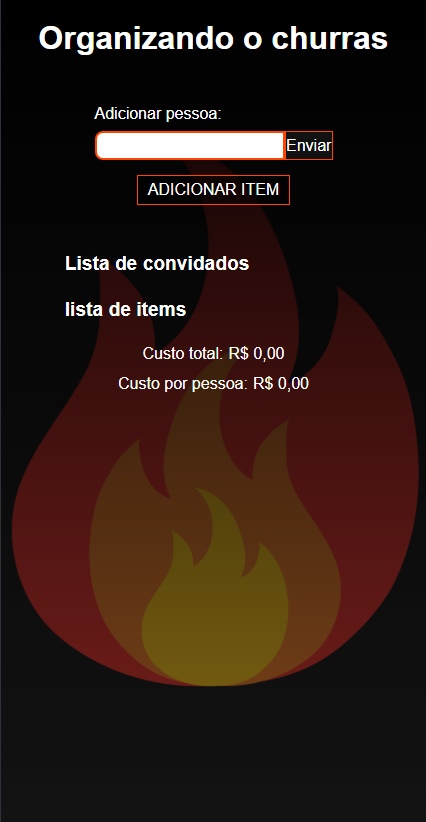 Organizando o churras
Adicionar pessoa:
Enviar
ADICIONAR ITEM
Lista de convidados
lista de items
Custo total: R$ 0,00
Custo por pessoa: R$ 0,00